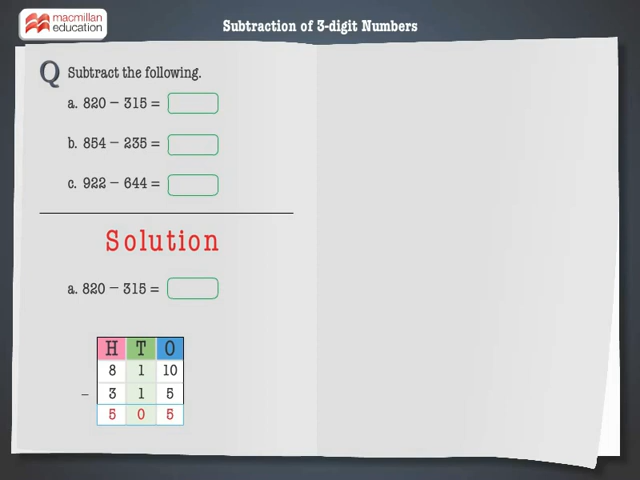 macmillan
education
Subtraction of 3-digit Numbers
Q Subtract the following.
a. 820 − 315 =
b. 854 − 235 =
c. 922 − 644 =
Solution
a. 820 − 315 =
H T O
8 1 10
− 3 1 5
5 0 5